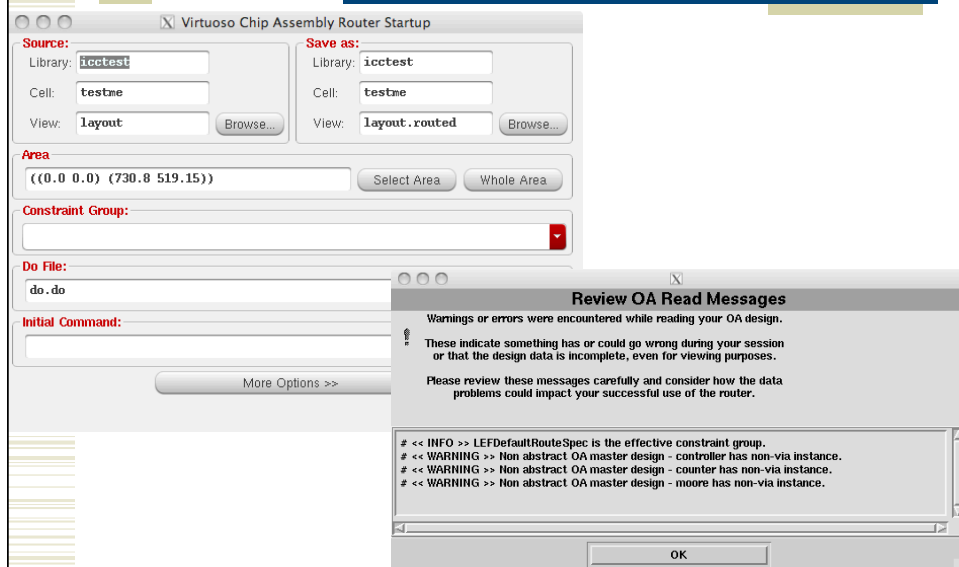 Virtuoso Chip Assembly Router Startup
Source:
Library: icctest
Cell: testme
View: layout Browse...
Save as:
Library: icctest
Cell: testme
View: layout.routed Browse...
Area
((0.0 0.0) (730.8 519.15)) Select Area Whole Area
Constraint Group:
Do File:
do.do
Initial Command:
More Options >>
Review OA Read Messages
Warnings or errors were encountered while reading your OA design.
These indicate something has or could go wrong during your session
or that the design data is incomplete, even for viewing purposes.
Please review these messages carefully and consider how the data
problems could impact your successful use of the router.
# << INFO >> LEFDefaultRouteSpec is the effective constraint group.
# << WARNING >> Non abstract OA master design - controller has non-via instance.
# << WARNING >> Non abstract OA master design - counter has non-via instance.
# << WARNING >> Non abstract OA master design - moore has non-via instance.
OK